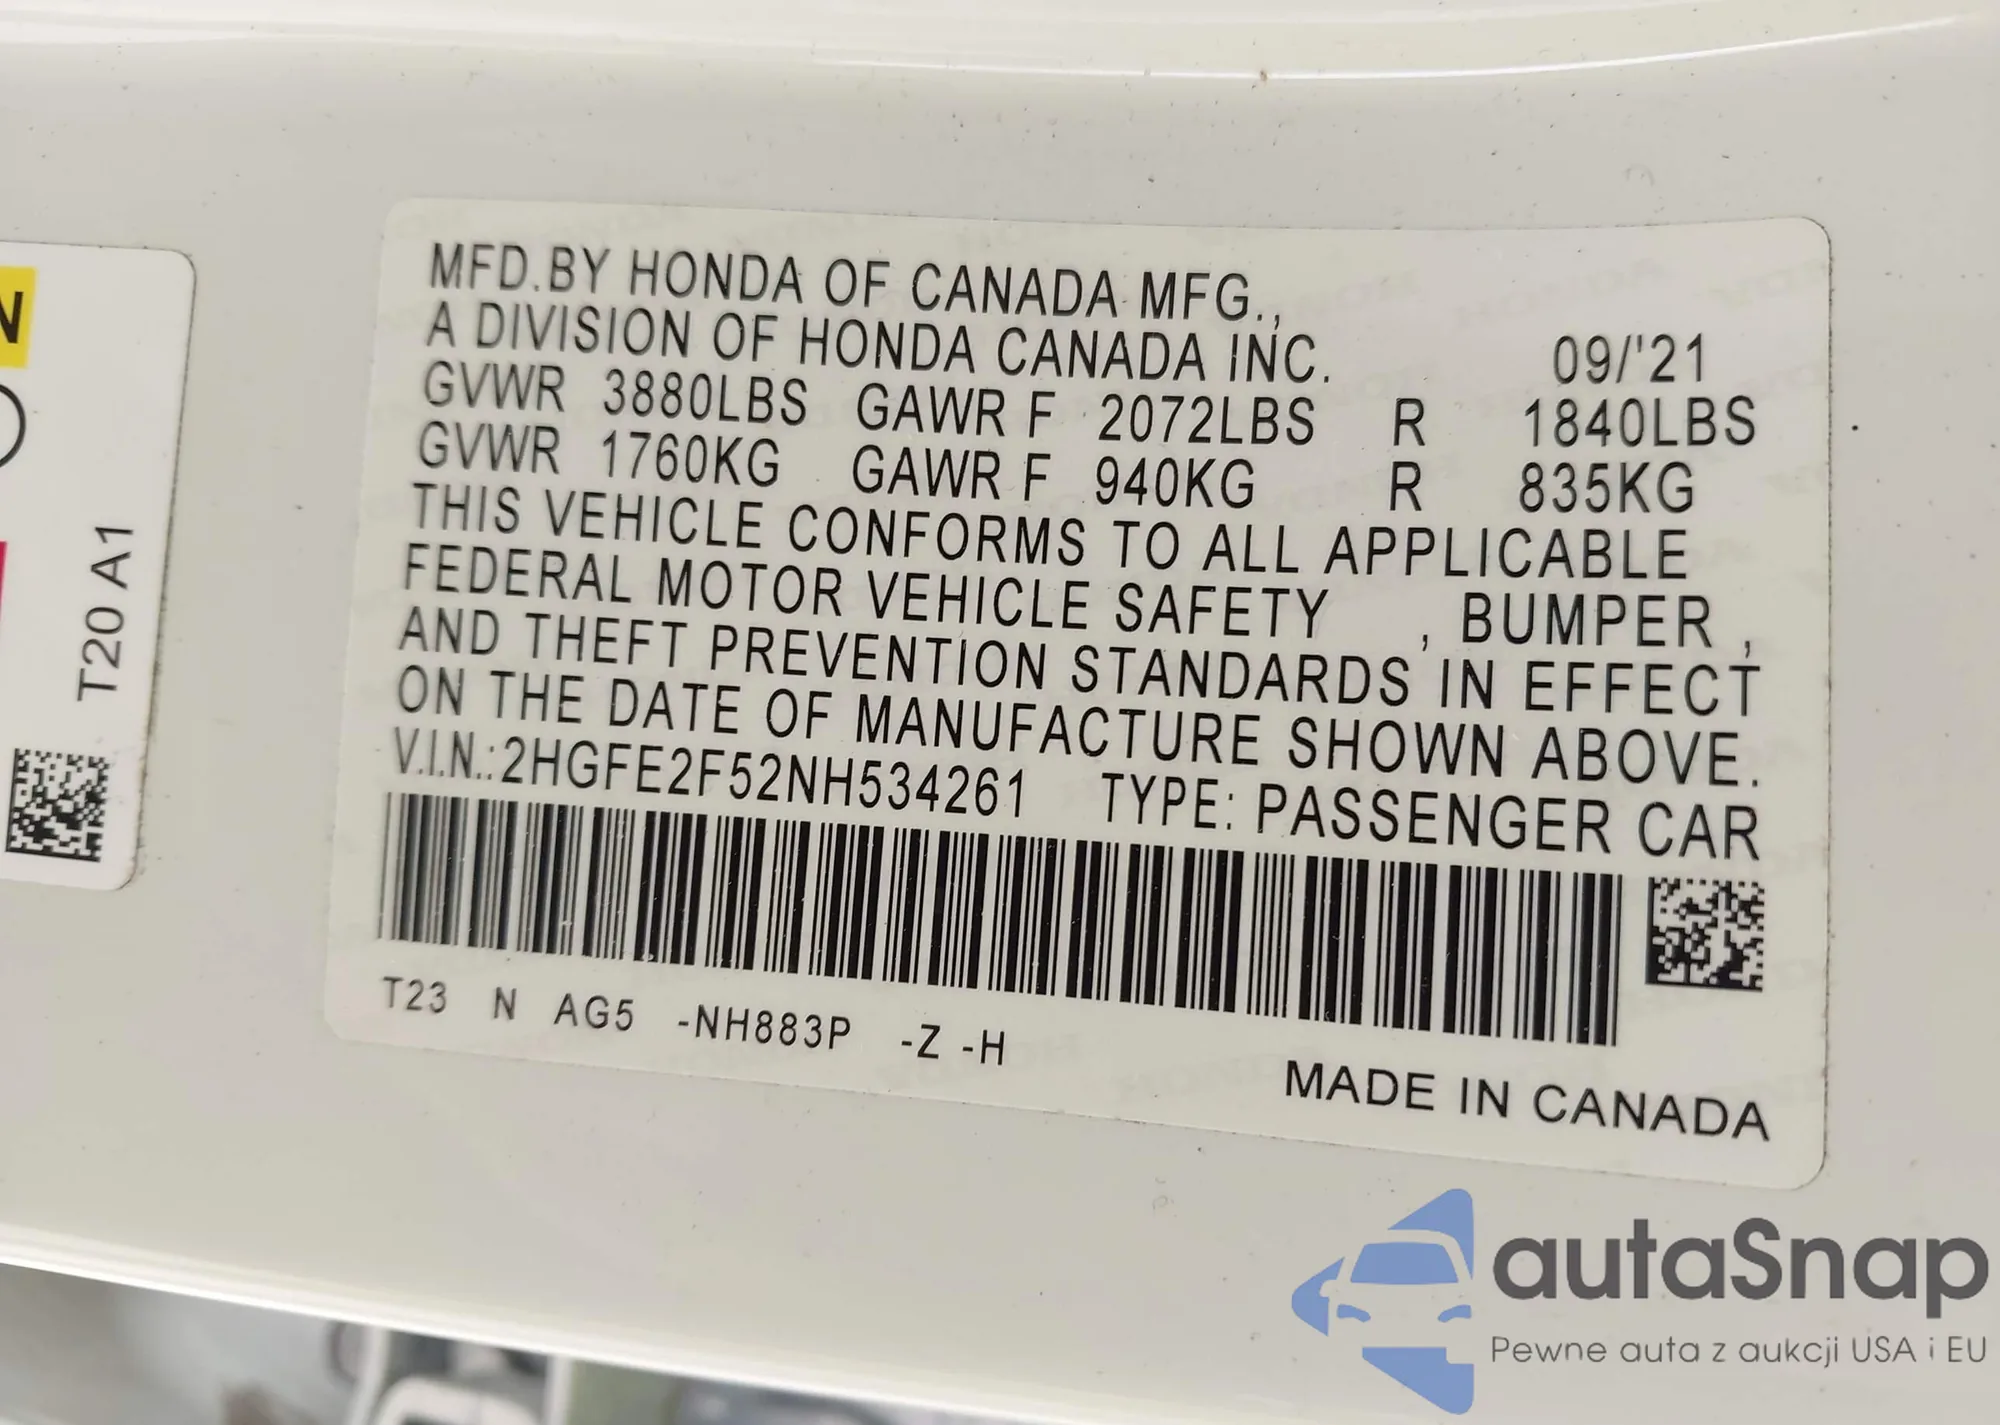 N
T20 A1
MFD.BY HONDA OF CANADA MFG.,
A DIVISION OF HONDA CANADA INC. 09/'21
GVWR 3880LBS GAWR F 2072LBS R 1840LBS
GVWR 1760KG GAWR F 940KG R 835KG
THIS VEHICLE CONFORMS TO ALL APPLICABLE
FEDERAL MOTOR VEHICLE SAFETY , BUMPER ,
AND THEFT PREVENTION STANDARDS IN EFFECT
ON THE DATE OF MANUFACTURE SHOWN ABOVE.
V.I.N.:2HGFE2F52NH534261 TYPE: PASSENGER CAR
T23 N AG5 -NH883P -Z -H
MADE IN CANADA
autaSnap
Pewne auta z aukcji USA i EU